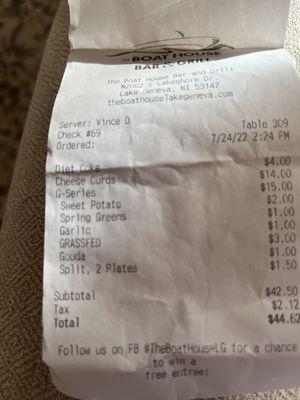 THE BOAT HOUSE
BAR & GRILL
The Boat House Bar and Grill
N2062 S Lakeshore Dr.
Lake Geneva, WI 53147
theboathouselakegeneva.com
Server: Vince D Table 309
Check #69 7/24/22 2:24 PM
Ordered:
Diet Coke $4.00
Cheese Curds $14.00
G-Series $15.00
Sweet Potato $2.00
Spring Greens $1.00
Garlic $1.00
GRASSFED $3.00
Gouda $1.00
Split, 2 Plates $1.50
Subtotal $42.50
Tax $2.12
Total $44.62
Follow us on FB @TheBoatHouseLG for a chance
to win a
free entree!